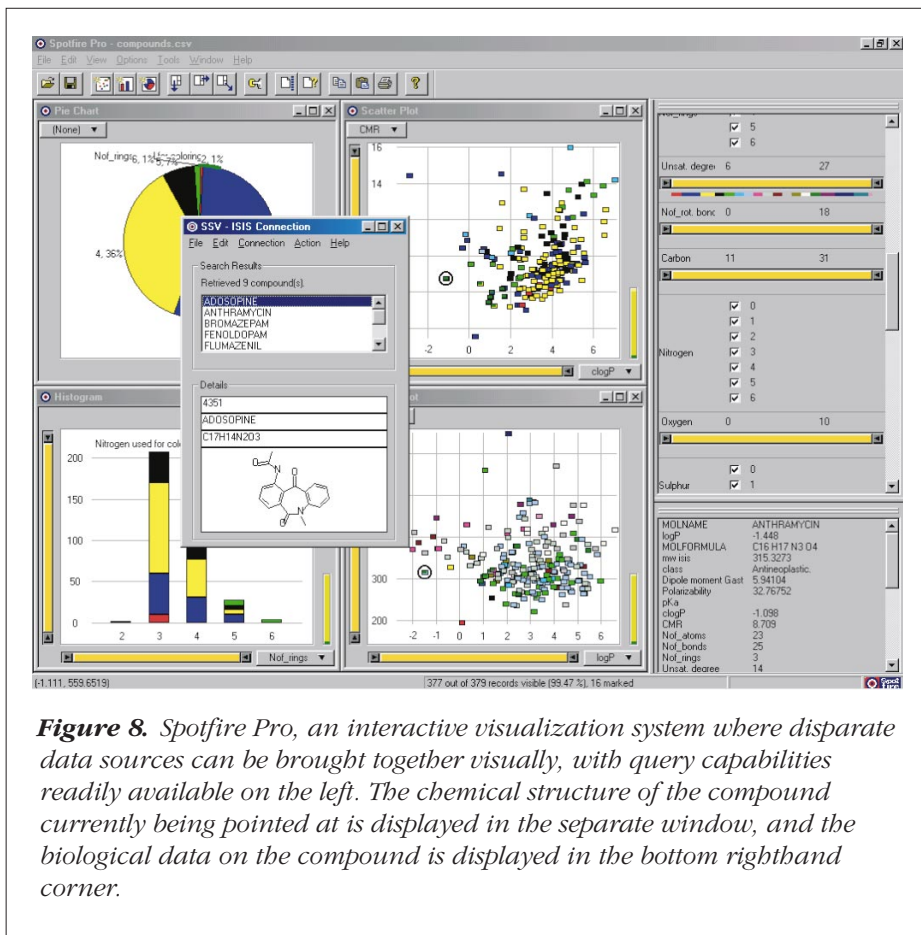 Spotfire Pro - compounds.csv
File Edit View Options Tools Window Help
Pie Chart
(None)
Nof_rings
6, 1%
5, 7%
2, 1%
4, 36%
Scatter Plot
CMR
16
14
-2 0 2 4 6
clogP
SSV - ISIS Connection
File Edit Connection Action Help
Search Results
Retrieved 9 compound(s).
ADOSOPINE
ANTHRAMYCIN
BROMAZEPAM
FENOLDOPAM
FLUMAZENIL
Details
4351
ADOSOPINE
C17H14N2O3
O
N
O
O
N
Histogram
Nitrogen used for
200
150
100
50
0
2 3 4 5 6
Nof_rings
300
200
-2 -1 0 1 2 3 4 5 6
logP
5
6
Unsat. degre 6 27
Nof_rot. bond 0 18
Carbon 11 31
0
1
2
Nitrogen 3
4
5
6
Oxygen 0 10
0
Sulphur 1
MOLNAME ANTHRAMYCIN
logP -1.448
MOLFORMULA C16 H17 N3 O4
mw isis 315.3273
class Antineoplastic.
Dipole moment Gast 5.94104
Polarizability 32.76752
pKa
clogP -1.098
CMR 8.709
Nof_atoms 23
Nof_bonds 25
Nof_rings 3
Unsat. degree 14
(-1.111, 559.6519) 377 out of 379 records visible (99.47 %), 16 marked
Spotfire
Figure 8. Spotfire Pro, an interactive visualization system where disparate
data sources can be brought together visually, with query capabilities
readily available on the left. The chemical structure of the compound
currently being pointed at is displayed in the separate window, and the
biological data on the compound is displayed in the bottom righthand
corner.